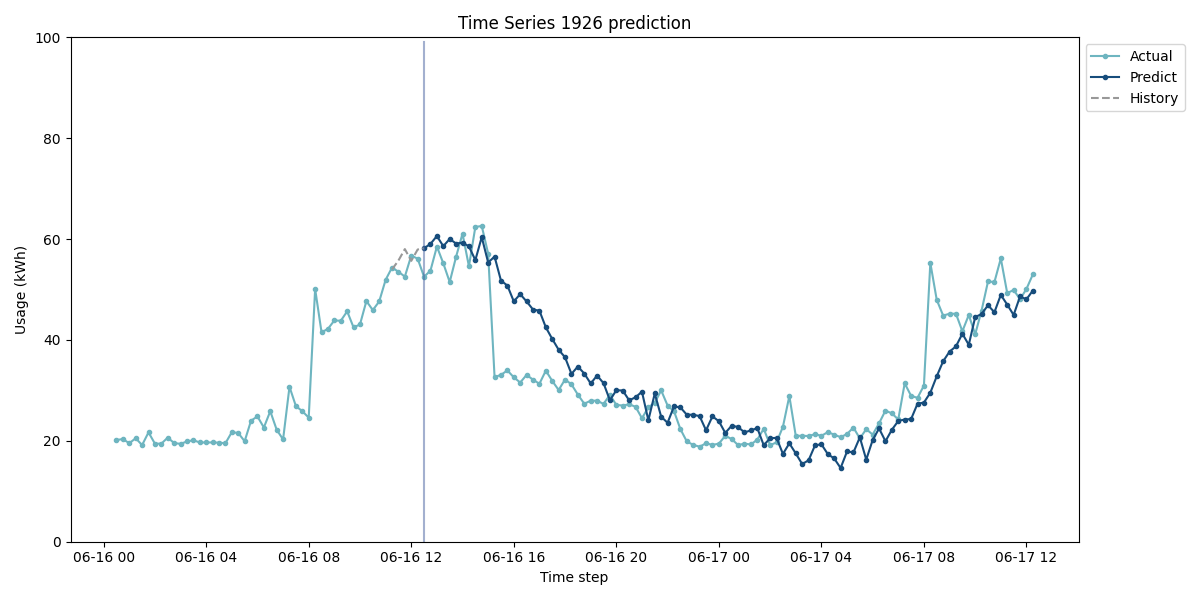 Time Series 1926 prediction
100
80
60
40
20
0
Usage (kWh)
06-16 00
06-16 04
06-16 08
06-16 12
06-16 16
06-16 20
06-17 00
06-17 04
06-17 08
06-17 12
Time step
Actual
Predict
History